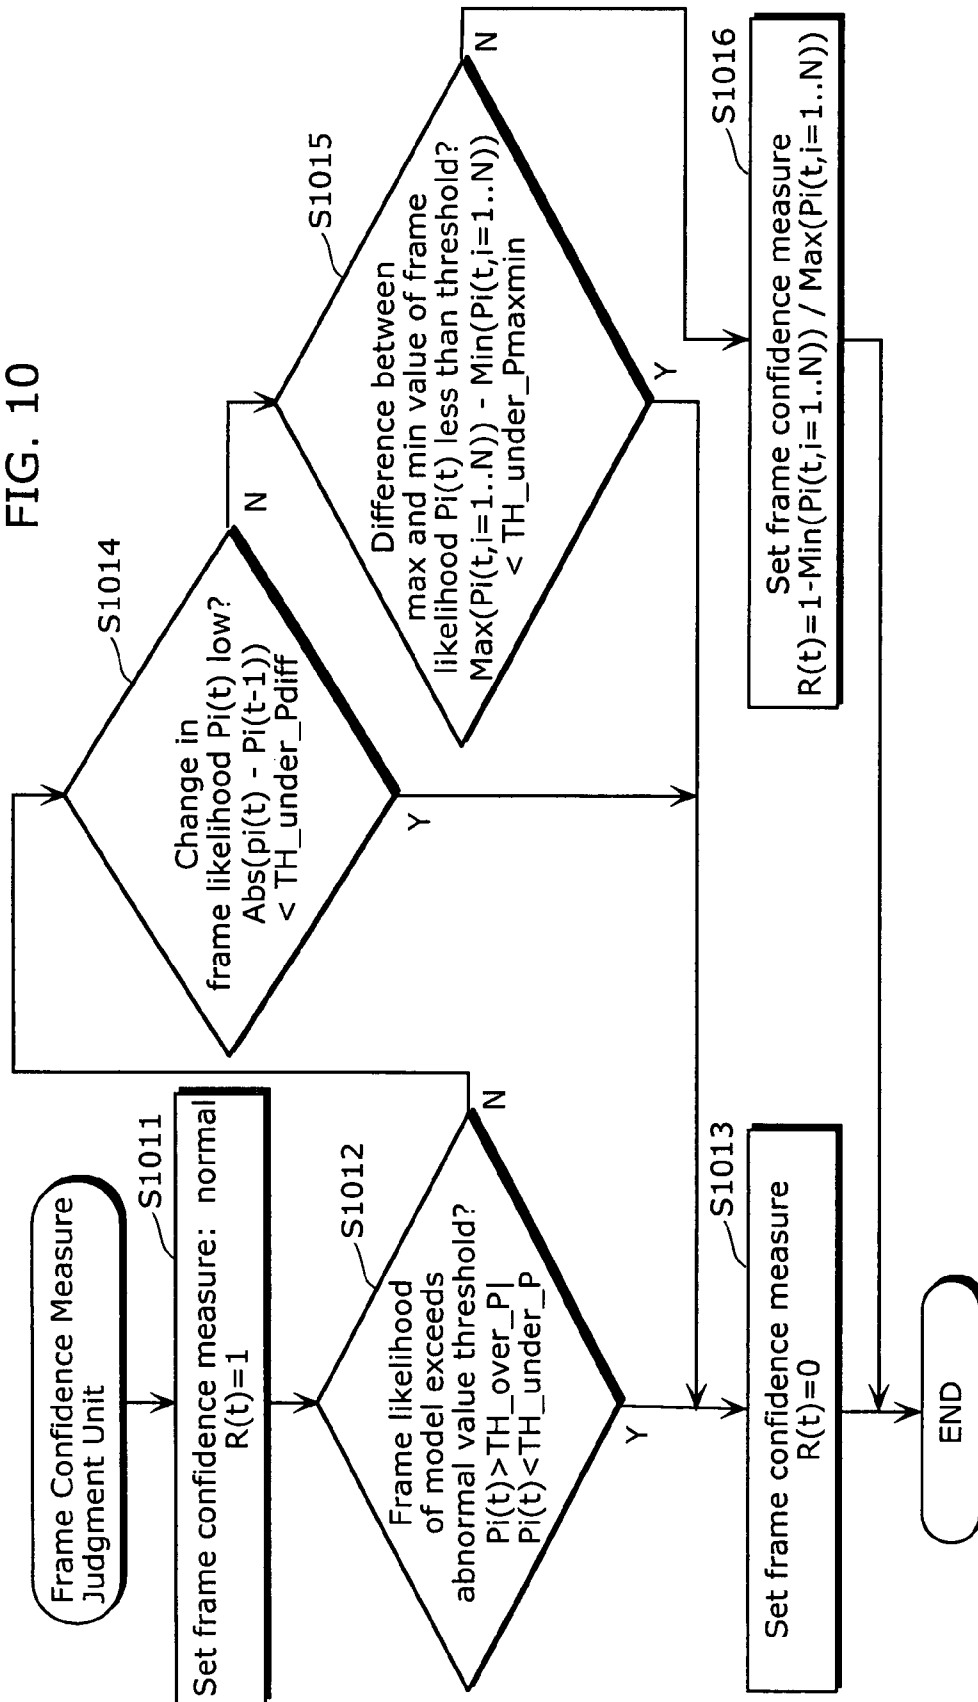 FIG. 10
Frame Confidence Measure
Judgment Unit
S1011
Set frame confidence measure: normal
R(t)=1
S1012
Frame likelihood
of model exceeds
abnormal value threshold?
Pi(t)>TH_over_P|
Pi(t)<TH_under_P
N
Y
S1013
Set frame confidence measure
R(t)=0
END
S1014
Change in
frame likelihood Pi(t) low?
Abs(pi(t) - Pi(t-1))
< TH_under_Pdiff
N
Y
S1015
Difference between
max and min value of frame
likelihood Pi(t) less than threshold?
Max(Pi(t,i=1..N)) - Min(Pi(t,i=1..N))
< TH_under_Pmaxmin
N
Y
S1016
Set frame confidence measure
R(t)=1-Min(Pi(t,i=1..N)) / Max(Pi(t,i=1..N))